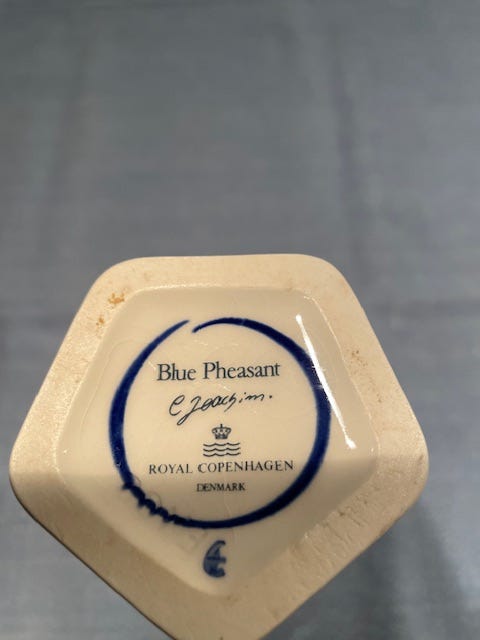 Blue Pheasant
C Joachim.
ROYAL COPENHAGEN
DENMARK